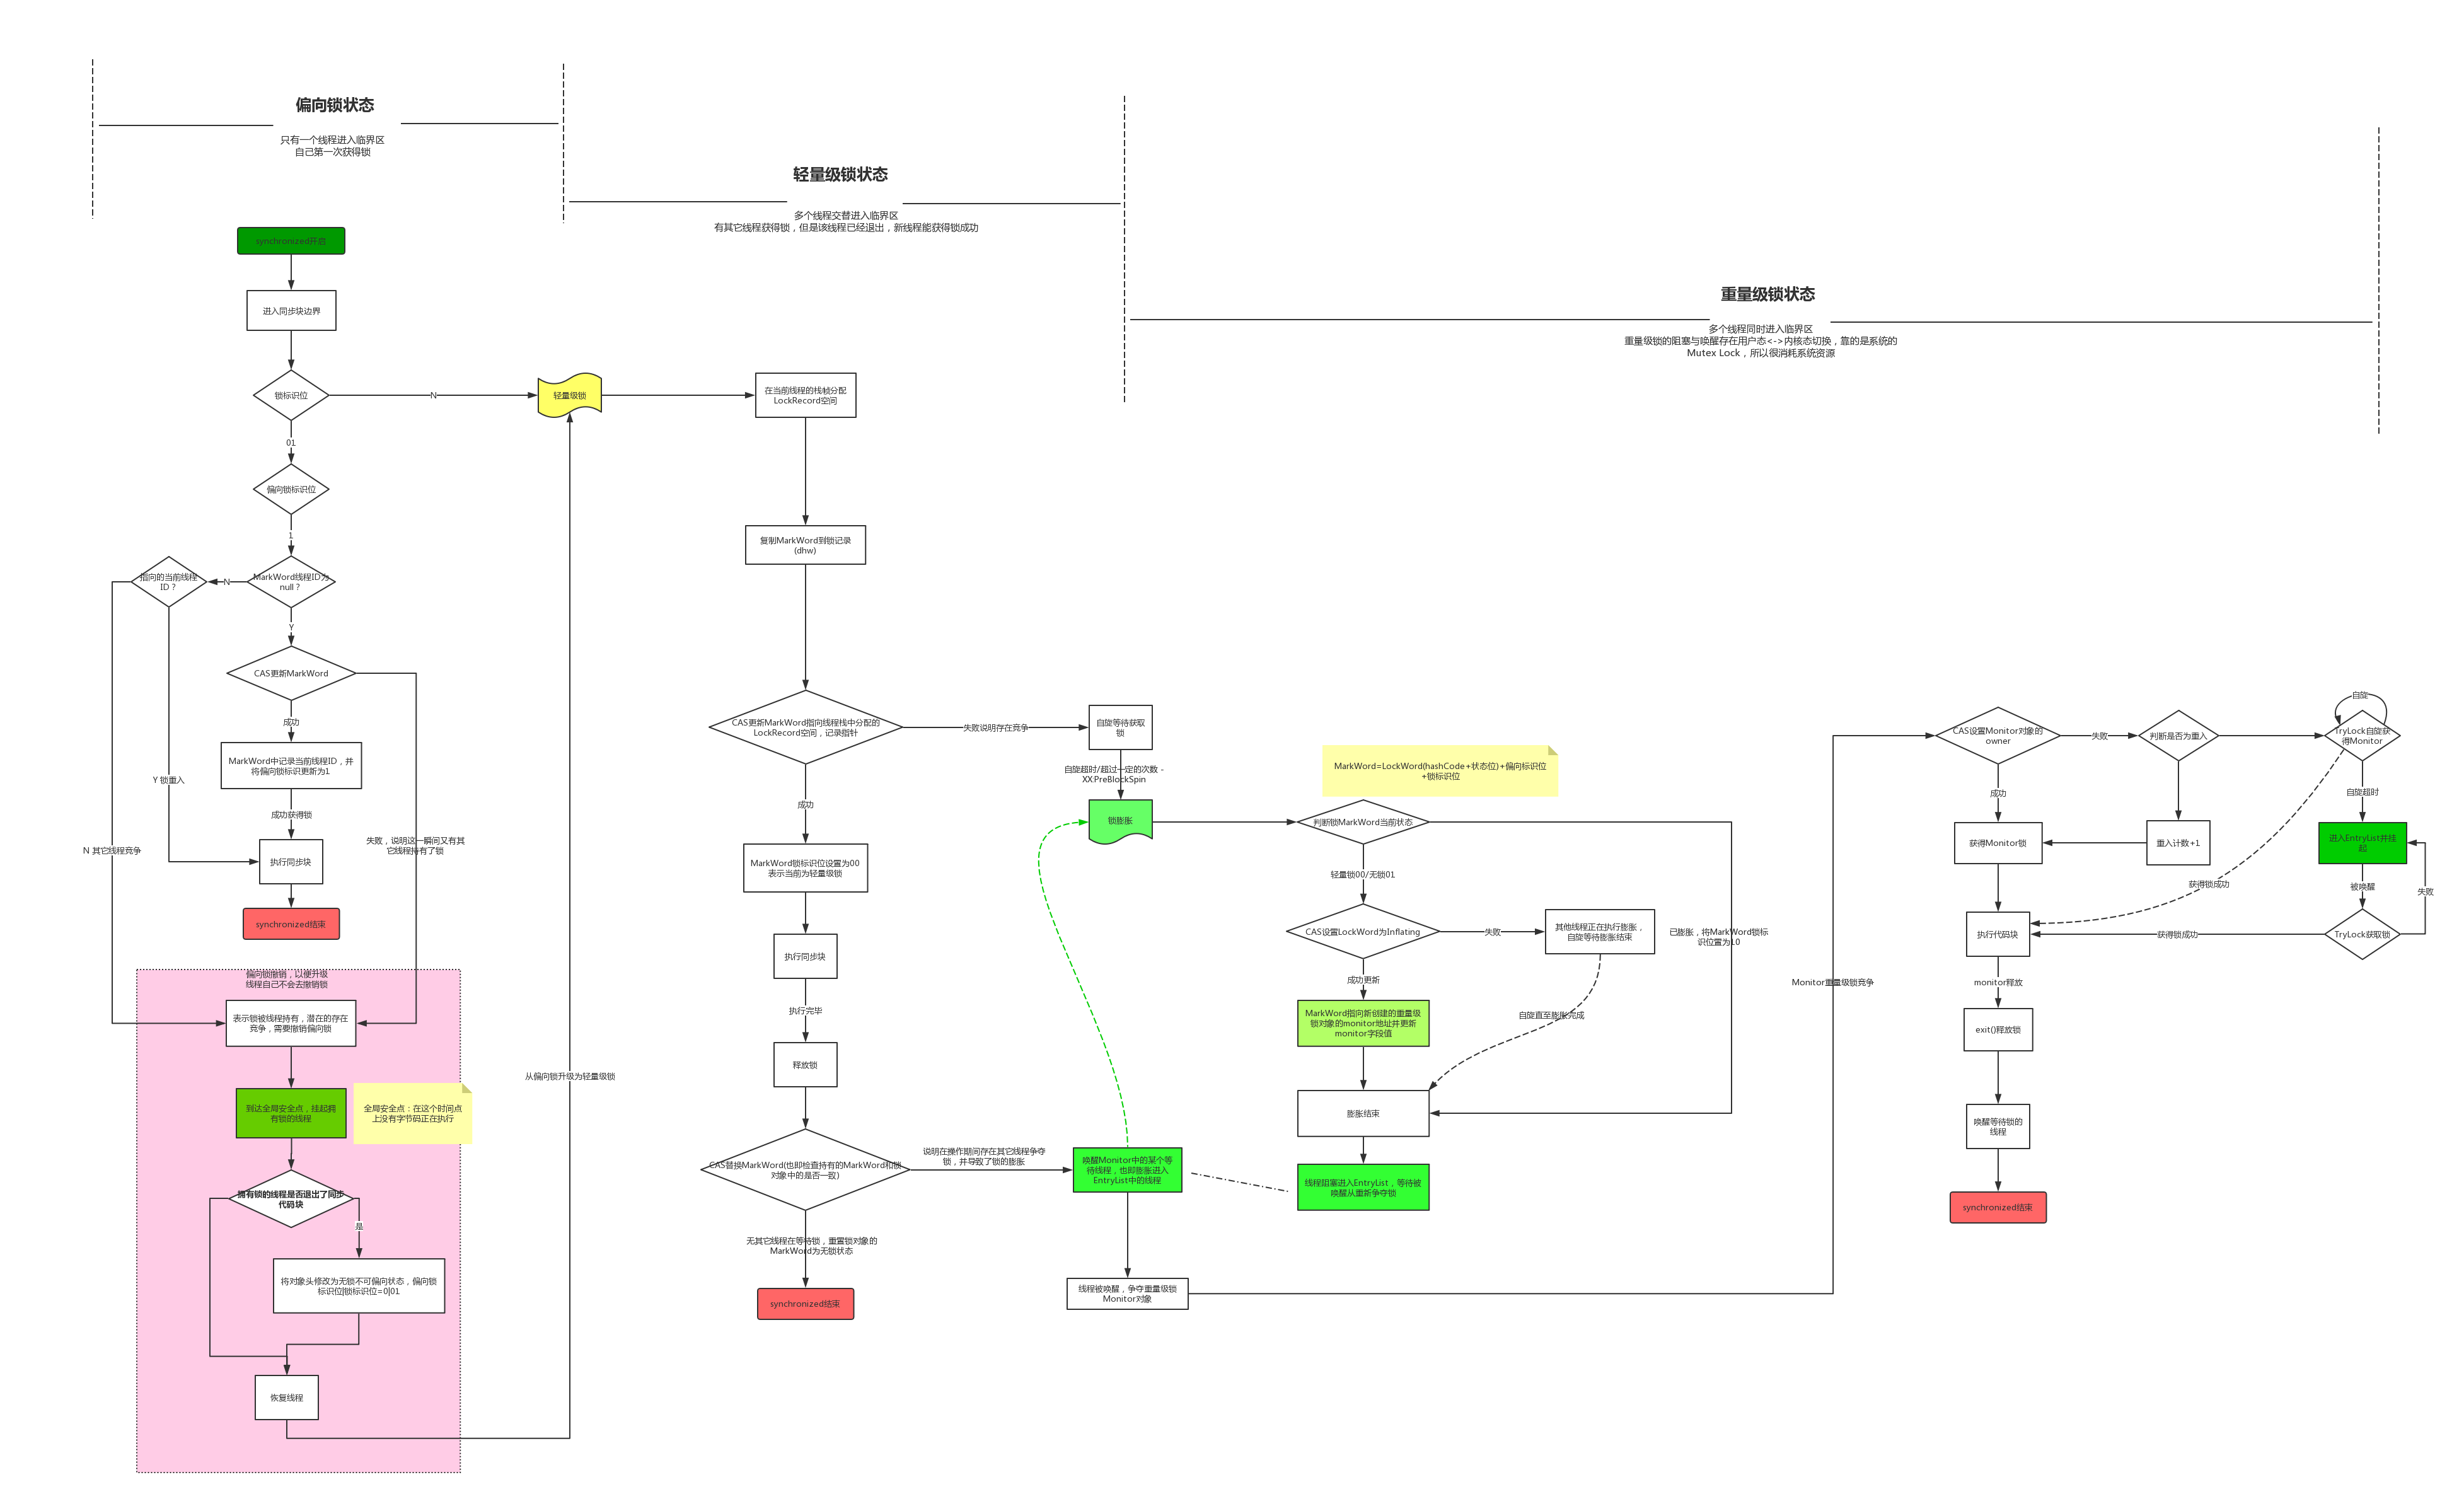 偏向锁状态
只有一个线程进入临界区
自己第一次获得锁
轻量级锁状态
多个线程交替进入临界区
有其它线程获得锁，但是该线程已经退出，新线程能获得锁成功
重量级锁状态
多个线程同时进入临界区
重量级锁的阻塞与唤醒存在用户态<->内核态切换，靠的是系统的
Mutex Lock，所以很消耗系统资源
synchronized开启
进入同步块边界
锁标识位
N
01
偏向锁标识位
1
MarkWord线程ID为
null？
N
指向的当前线程
ID？
Y
CAS更新MarkWord
成功
MarkWord中记录当前线程ID，并
将偏向锁标识更新为1
成功获得锁
Y 锁重入
N 其它线程竞争
失败，说明这一瞬间又有其
它线程持有了锁
执行同步块
synchronized结束
偏向锁撤销，以便升级
线程自己不会去撤销锁
表示锁被线程持有，潜在的存在
竞争，需要撤销偏向锁
到达全局安全点，挂起拥
有锁的线程
全局安全点：在这个时间点
上没有字节码正在执行
拥有锁的线程是否退出了同步
代码块
是
将对象头修改为无锁不可偏向状态，偏向锁
标识位|锁标识位=0|01
恢复线程
从偏向锁升级为轻量级锁
轻量级锁
在当前线程的栈帧分配
LockRecord空间
复制MarkWord到锁记录
(dhw)
CAS更新MarkWord指向线程栈中分配的
LockRecord空间，记录指针
失败说明存在竞争
成功
MarkWord锁标识位设置为00
表示当前为轻量级锁
执行同步块
执行完毕
释放锁
CAS替换MarkWord(也即检查持有的MarkWord和锁
对象中的是否一致)
说明在操作期间存在其它线程争夺
锁，并导致了锁的膨胀
无其它线程在等待锁，重置锁对象的
MarkWord为无锁状态
synchronized结束
自旋等待获取
锁
自旋超时/超过一定的次数 -
XX:PreBlockSpin
锁膨胀
MarkWord=LockWord(hashCode+状态位)+偏向标识位
+锁标识位
判断锁MarkWord当前状态
轻量锁00/无锁01
CAS设置LockWord为Inflating
失败
其他线程正在执行膨胀，
自旋等待膨胀结束
已膨胀，将MarkWord锁标
识位置为10
成功更新
MarkWord指向新创建的重量级
锁对象的monitor地址并更新
monitor字段值
自旋直至膨胀完成
膨胀结束
线程阻塞进入EntryList，等待被
唤醒从重新争夺锁
唤醒Monitor中的某个等
待线程，也即膨胀进入
EntryList中的线程
线程被唤醒，争夺重量级锁
Monitor对象
Monitor重量级锁竞争
CAS设置Monitor对象的
owner
失败
判断是否为重入
自旋
TryLock自旋获
得Monitor
成功
自旋超时
获得Monitor锁
重入计数+1
进入EntryList并挂
起
获得锁成功
被唤醒
失败
执行代码块
获得锁成功
TryLock获取锁
monitor释放
exit()释放锁
唤醒等待锁的
线程
synchronized结束